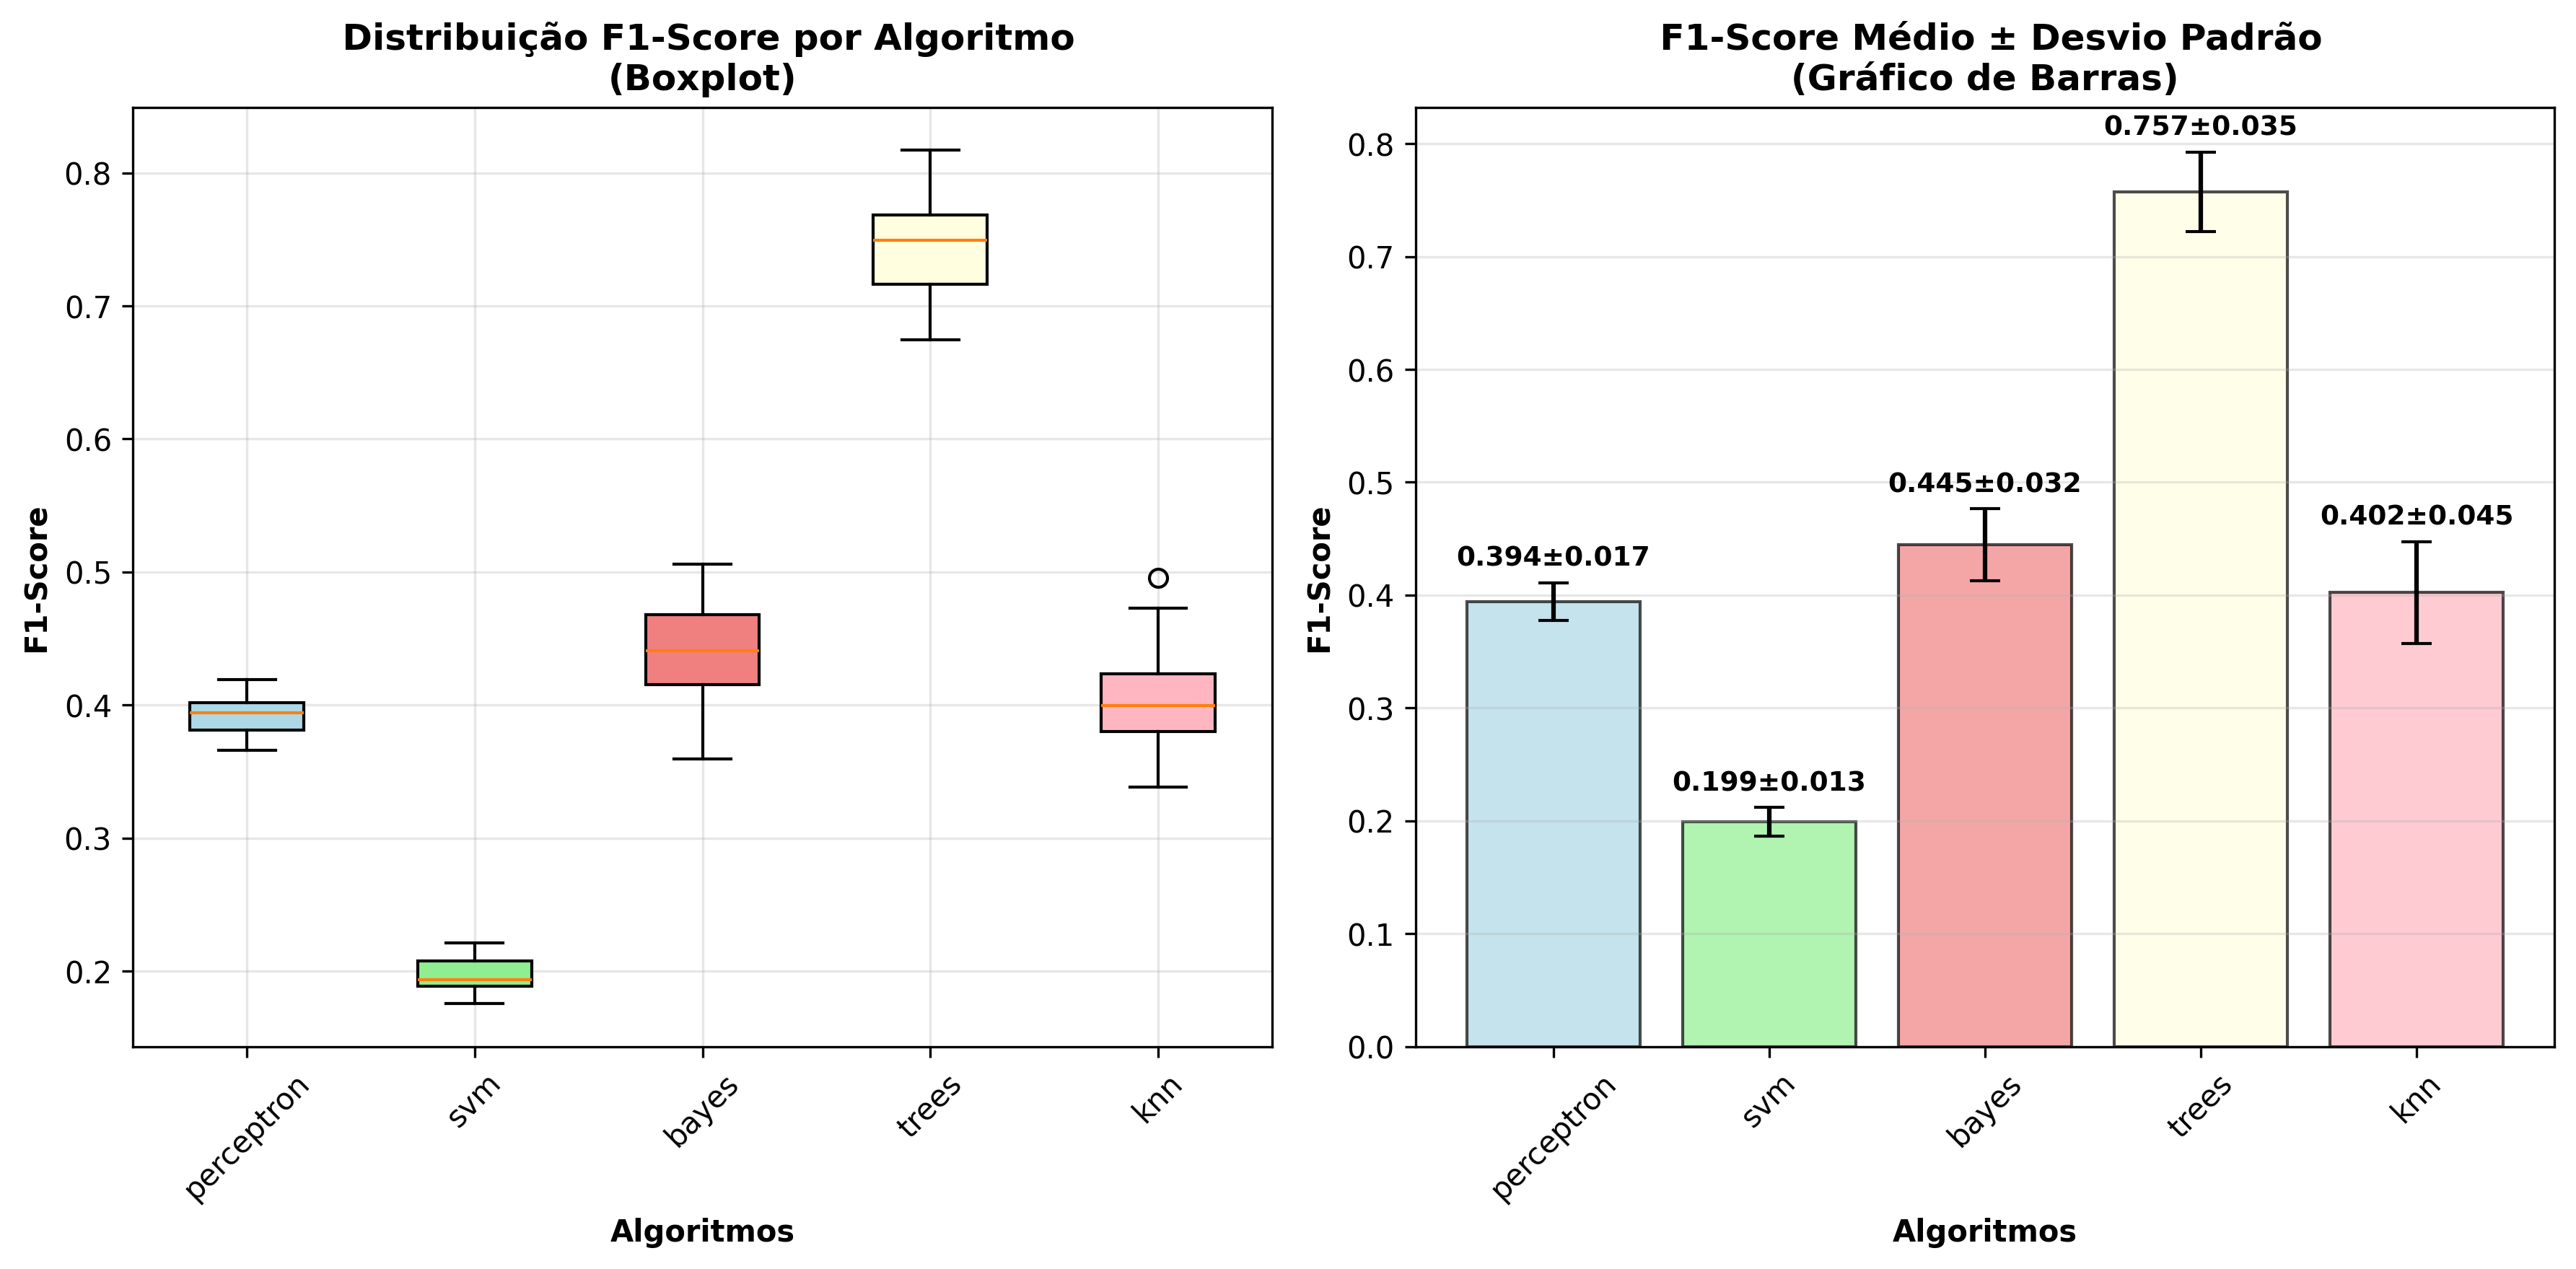 Distribuição F1-Score por Algoritmo
(Boxplot)
F1-Score
0.8
0.7
0.6
0.5
0.4
0.3
0.2
perceptron
svm
bayes
trees
knn
Algoritmos
F1-Score Médio ± Desvio Padrão
(Gráfico de Barras)
F1-Score
0.8
0.7
0.6
0.5
0.4
0.3
0.2
0.1
0.0
0.394±0.017
0.199±0.013
0.445±0.032
0.757±0.035
0.402±0.045
perceptron
svm
bayes
trees
knn
Algoritmos